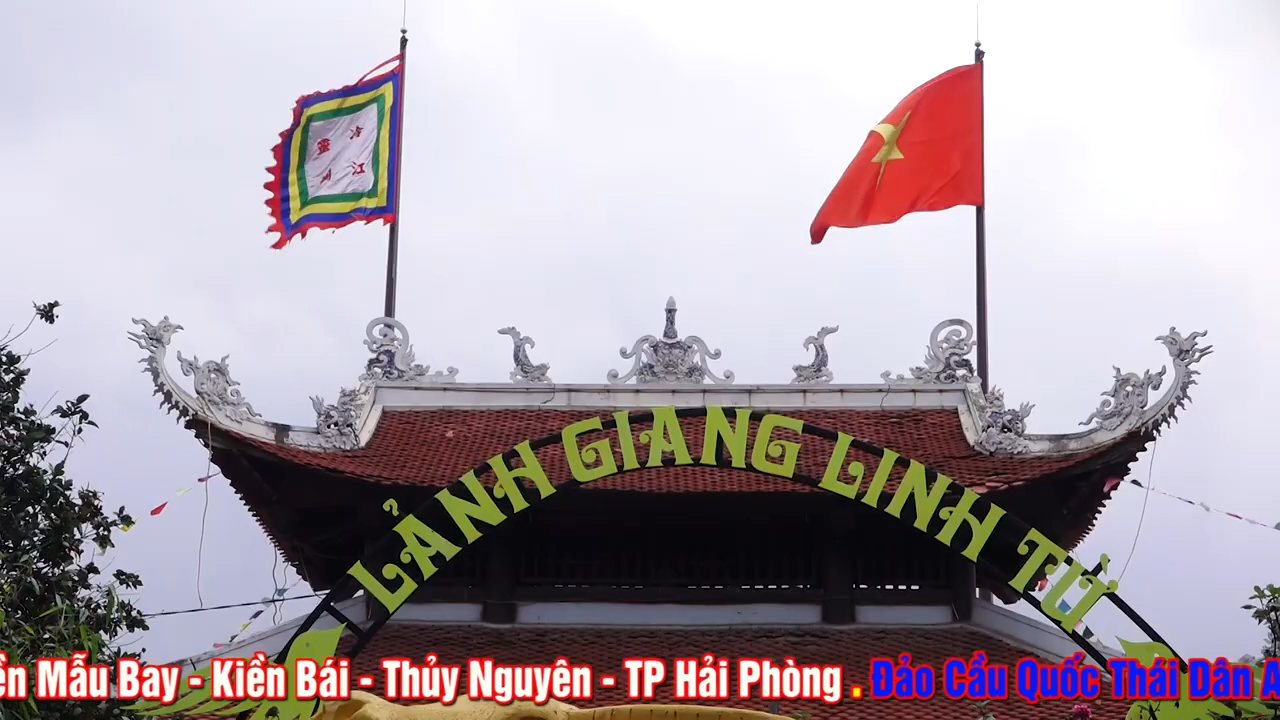 LẢNH GIANG LINH TỪ
ền Mẫu Bay - Kiền Bái - Thủy Nguyên - TP Hải Phòng . Đảo Cầu Quốc Thái Dân A